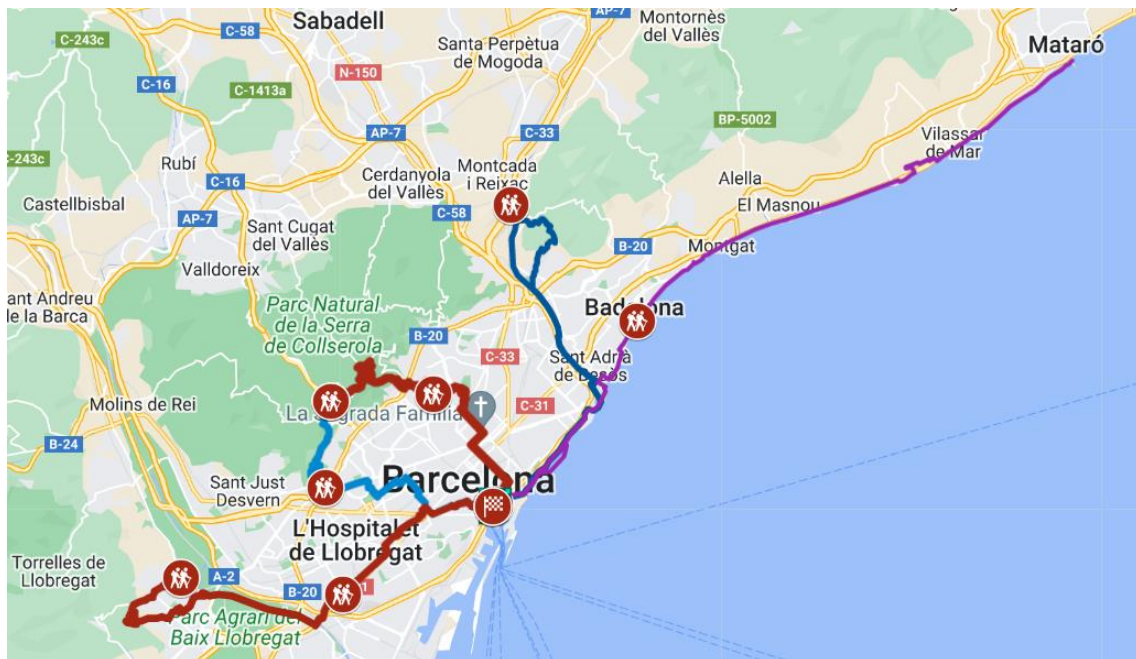 Sabadell
Montornès
del Vallès
C-243c
C-58
AP-7
Santa Perpètua
de Mogoda
Mataró
N-150
C-16
C-1413a
BP-5002
AP-7
C-33
Vilassar
de Mar
Rubí
Montcada
i Reixac
Cerdanyola
del Vallès
Alella
C-16
C-58
Castellbisbal
El Masnou
AP-7
Sant Cugat
del Vallès
B-20
Montgat
Valldoreix
ant Andreu
de la Barca
Parc Natural
de la Serra
de Collserola
B-20
C-33
Sant Adrià
de Besòs
Molins de Rei
La Sagrada Família
C-31
B-24
Sant Just
Desvern
Barcelona
L'Hospitalet
de Llobregat
Torrelles de
Llobregat
A-2
B-20
Parc Agrari del
Baix Llobregat